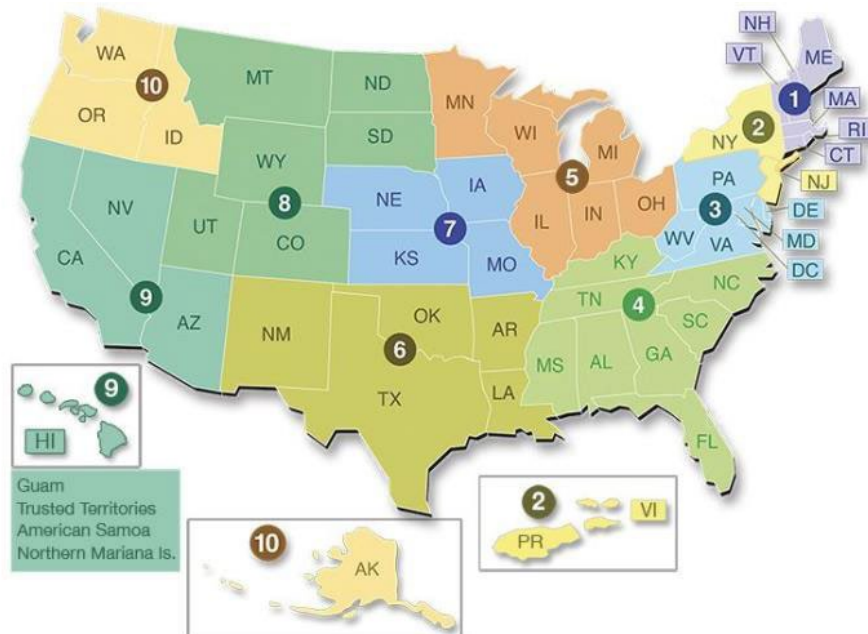 NH
VT
ME
WA
10
MT
ND
MN
1
MA
OR
ID
SD
WI
MI
NY
2
RI
CT
WY
NJ
5
PA
NV
8
NE
IA
DE
3
IL
IN
OH
UT
CO
7
WV
VA
MD
CA
KS
MO
KY
DC
9
NC
TN
AZ
NM
OK
AR
4
SC
6
MS
AL
GA
TX
LA
9
HI
FL
Guam
Trusted Territories
American Samoa
Northern Mariana Is.
2
VI
PR
10
AK